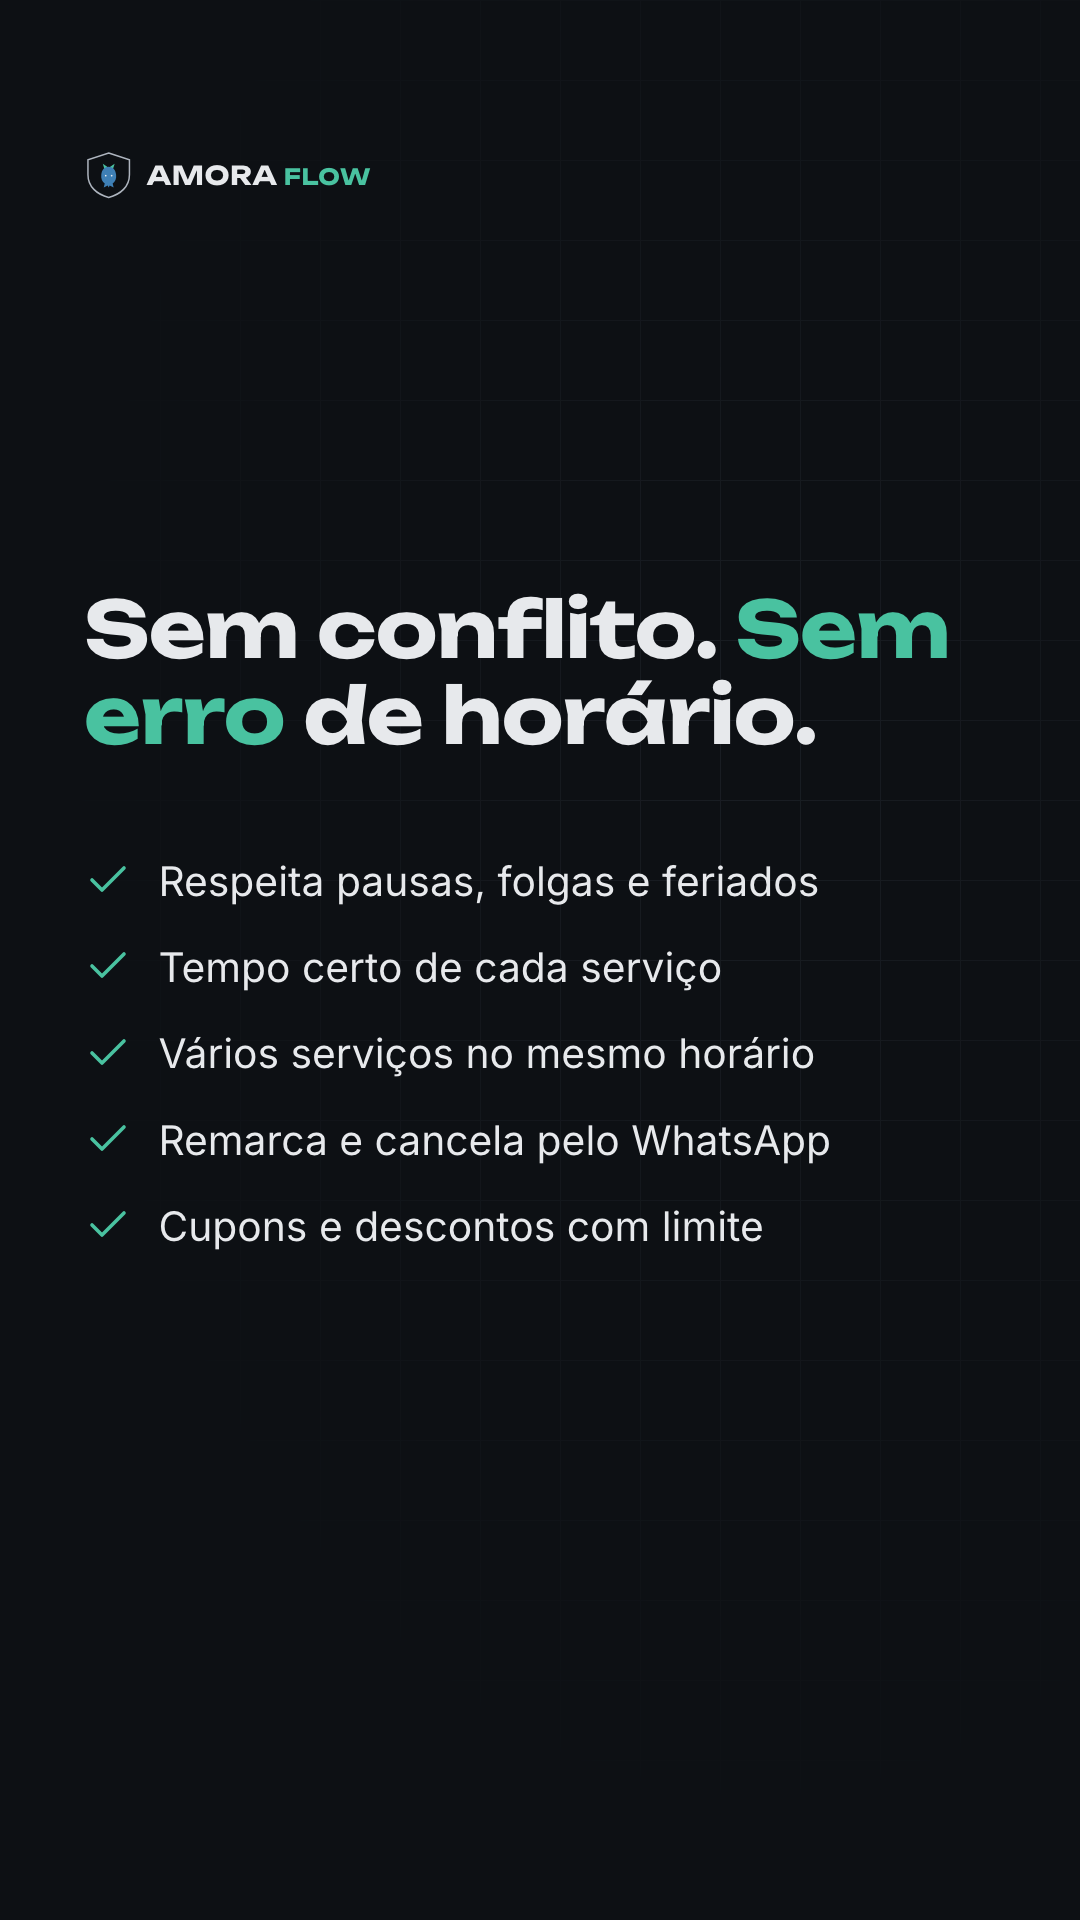 AMORA FLOW
Sem conflito. Sem
erro de horário.
Respeita pausas, folgas e feriados
Tempo certo de cada serviço
Vários serviços no mesmo horário
Remarca e cancela pelo WhatsApp
Cupons e descontos com limite